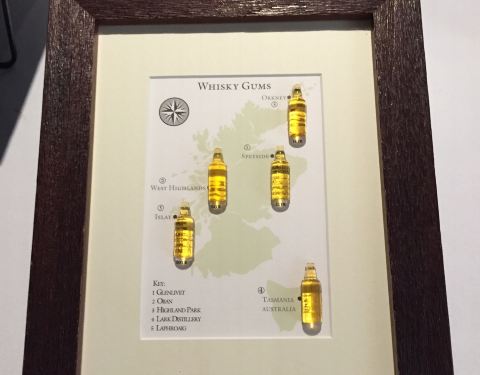 Whisky Gums
Orkney
3
1
Speyside
2
West Highlands
5
Islay
4
Tasmania
Australia
Key:
1 Glenlivet
2 Oban
3 Highland Park
4 Lark Distillery
5 Laphroaig